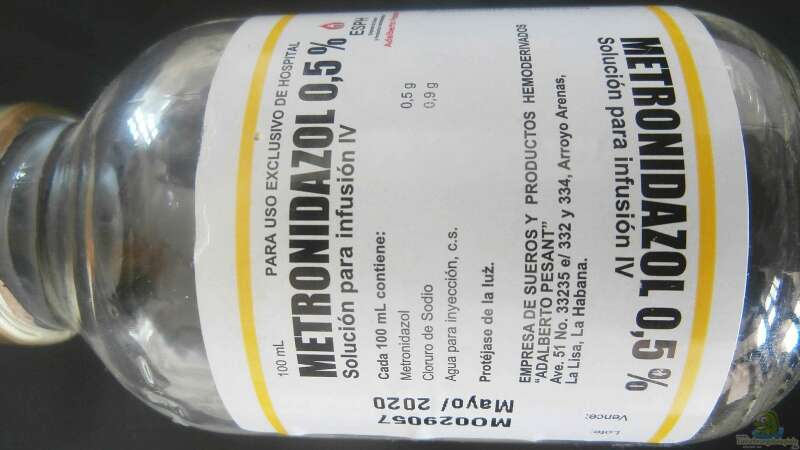 100 mL
PARA USO EXCLUSIVO DE HOSPITAL
ESPH
METRONIDAZOL 0,5%
Solución para infusión IV
Cada 100 mL contiene:
Metronidazol 0,5 g
Cloruro de Sodio 0,9 g
Agua para inyección, c.s.
Protéjase de la luz.
EMPRESA DE SUEROS Y PRODUCTOS HEMODERIVADOS
"ADALBERTO PESANT"
Ave. 51 No. 33235 e/ 332 y 334, Arroyo Arenas,
La Lisa, La Habana.
MO029057
Mayo/ 2020
METRONIDAZOL 0,5%
Solución para infusión IV
Lote:
Vence: